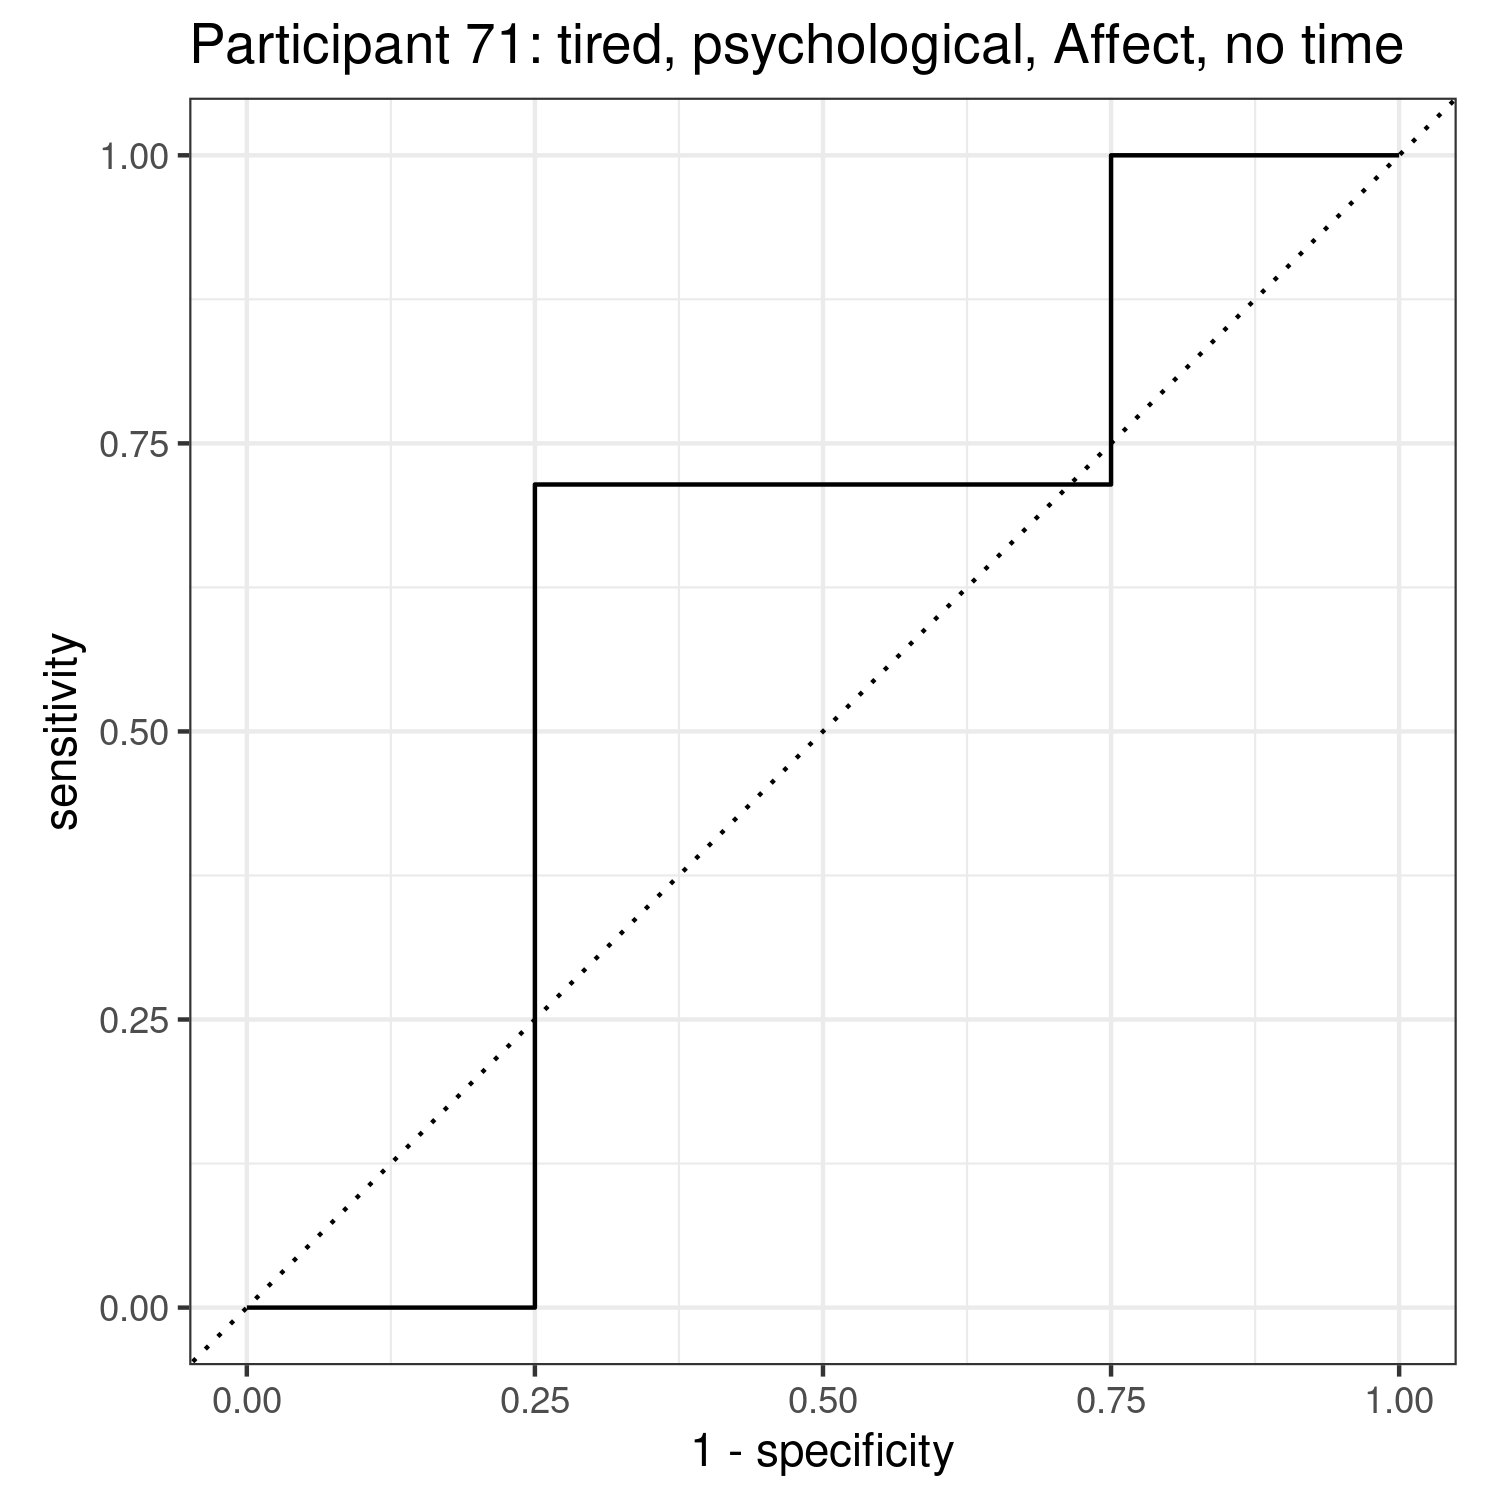 Participant 71: tired, psychological, Affect, no time
1.00
0.75
0.50
0.25
0.00
sensitivity
0.00 0.25 0.50 0.75 1.00
1 - specificity